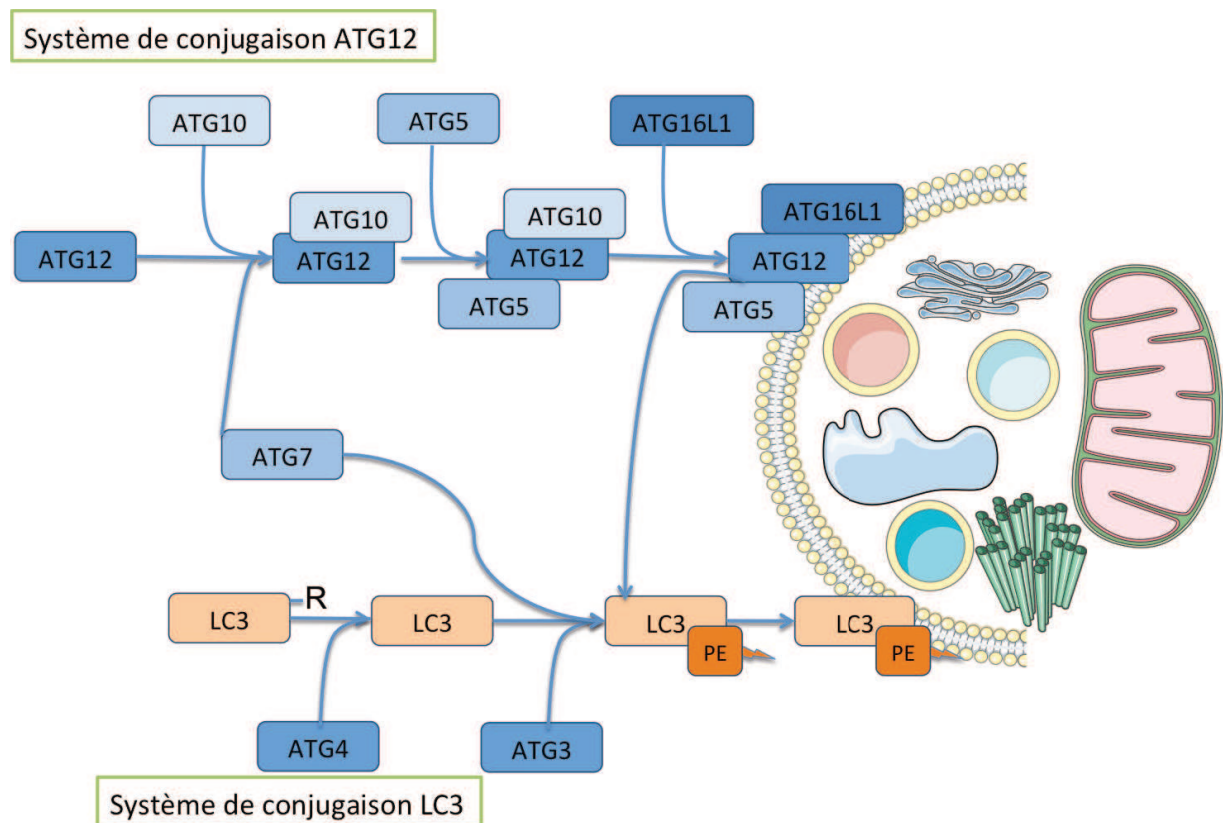 Système de conjugaison ATG12
ATG10
ATG5
ATG16L1
ATG10
ATG10
ATG16L1
ATG12
ATG12
ATG12
ATG12
ATG5
ATG5
ATG7
R
LC3
LC3
LC3
LC3
PE
PE
ATG4
ATG3
Système de conjugaison LC3